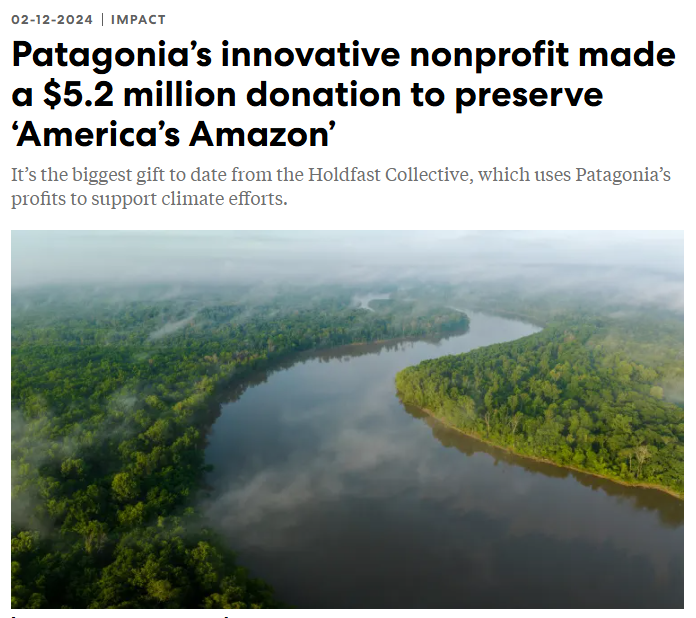 02-12-2024 | IMPACT
Patagonia’s innovative nonprofit made
a $5.2 million donation to preserve
‘America’s Amazon’
It’s the biggest gift to date from the Holdfast Collective, which uses Patagonia’s
profits to support climate efforts.